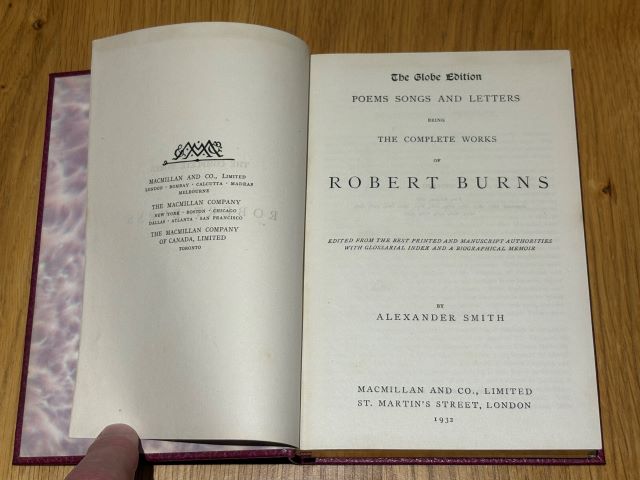 MACMILLAN AND CO., LIMITED
LONDON · BOMBAY · CALCUTTA · MADRAS
MELBOURNE
THE MACMILLAN COMPANY
NEW YORK · BOSTON · CHICAGO
DALLAS · ATLANTA · SAN FRANCISCO
THE MACMILLAN COMPANY
OF CANADA, LIMITED
TORONTO
The Globe Edition
POEMS SONGS AND LETTERS
BEING
THE COMPLETE WORKS
OF
ROBERT BURNS
EDITED FROM THE BEST PRINTED AND MANUSCRIPT AUTHORITIES
WITH GLOSSARIAL INDEX AND A BIOGRAPHICAL MEMOIR
BY
ALEXANDER SMITH
MACMILLAN AND CO., LIMITED
ST. MARTIN'S STREET, LONDON
1932